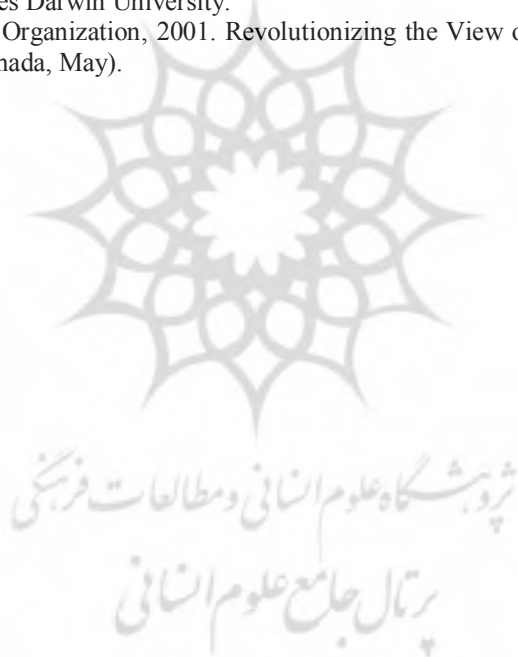 es Darwin University.
Organization, 2001. Revolutionizing the View o
nada, May).
پژوهشگاه علوم انسانی و مطالعات فرهنگی
پرتال جامع علوم انسانی